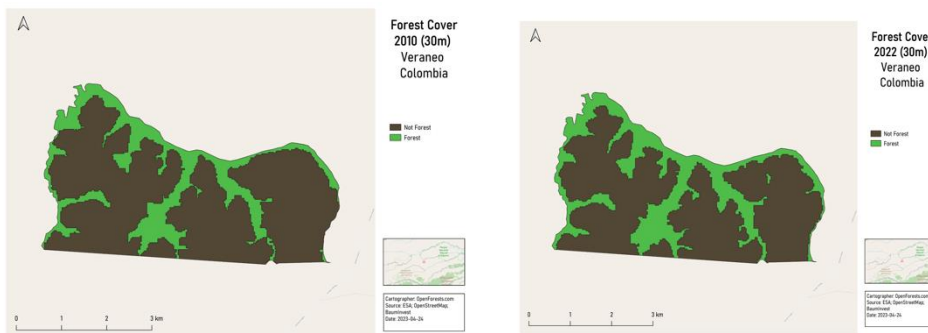 Forest Cover
2010 (30m)
Veraneo
Colombia
Not Forest
Forest
Cartographer: OpenForests.com
Source: ESA; OpenStreetMap;
BaumInvest
Date: 2023-04-24
0 1 2 3 km
Forest Cove
2022 (30m)
Veraneo
Colombia
Not Forest
Forest
Cartographer: OpenForests.com
Source: ESA; OpenStreetMap;
BaumInvest
Date: 2023-04-24
0 1 2 3 km